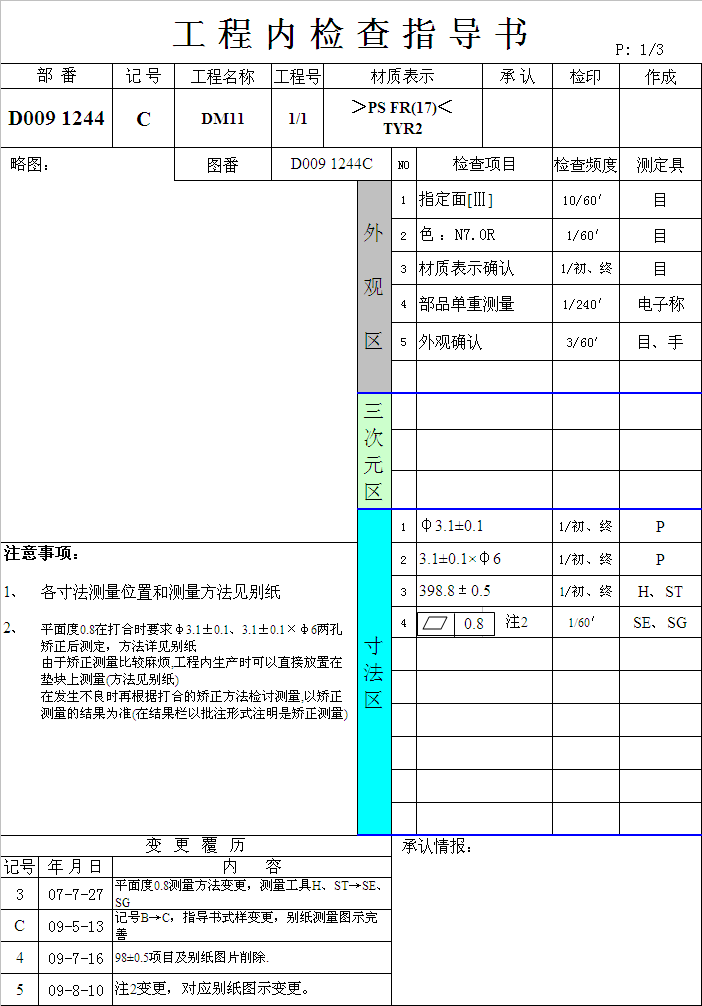 工程内检查指导书
P: 1/3
部 番 记 号 工程名称 工程号 材质表示 承 认 检印 作成
D009 1244 C DM11 1/1 ＞PS FR(17)＜
TYR2
略图： 图番 D009 1244C NO 检查项目 检查频度 测定具
外观区
1 指定面[Ⅲ] 10/60′ 目
2 色：N7.0R 1/60′ 目
3 材质表示确认 1/初、终 目
4 部品单重测量 1/240′ 电子称
5 外观确认 3/60′ 目、手
三次元区
寸法区
1 φ3.1±0.1 1/初、终 P
2 3.1±0.1×φ6 1/初、终 P
3 398.8±0.5 1/初、终 H、ST
4 ▱ 0.8 注2 1/60′ SE、SG
注意事项：
1、 各寸法测量位置和测量方法见别纸
2、 平面度0.8在打合时要求φ3.1±0.1、3.1±0.1×φ6两孔
矫正后测定，方法详见别纸
由于矫正测量比较麻烦,工程内生产时可以直接放置在
垫块上测量(方法见别纸)
在发生不良时再根据打合的矫正方法检讨测量,以矫正
测量的结果为准(在结果栏以批注形式注明是矫正测量)
变 更 覆 历
承认情报：
记号 年 月 日 内 容
3 07-7-27 平面度0.8测量方法变更，测量工具H、ST→SE、
SG
C 09-5-13 记号B→C，指导书式样变更，别纸测量图示完
善
4 09-7-16 98±0.5项目及别纸图片削除.
5 09-8-10 注2变更，对应别纸图示变更。